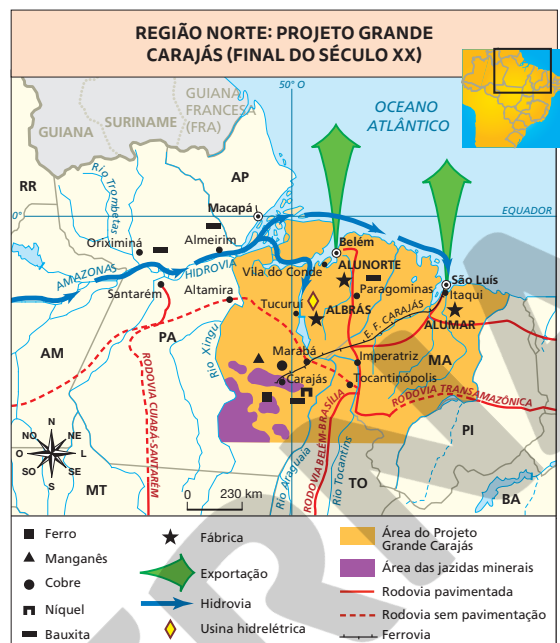 REGIÃO NORTE: PROJETO GRANDE
CARAJÁS (FINAL DO SÉCULO XX)
50° O
GUIANA
FRANCESA
(FRA)
SURINAME
GUIANA
OCEANO
ATLÂNTICO
RR
Rio Trombetas
AP
Macapá
0°
EQUADOR
Oriximiná
Almeirim
Belém
AMAZONAS
HIDROVIA
Vila do Conde
ALUNORTE
São Luís
Santarém
Altamira
Paragominas
Itaqui
Tucuruí
ALBRÁS
ALUMAR
E. F. CARAJÁS
PA
Rio Xingu
AM
Marabá
Imperatriz
MA
Carajás
Tocantinópolis
RODOVIA CUIABÁ-SANTARÉM
RODOVIA TRANSAMAZÔNICA
RODOVIA BELÉM-BRASÍLIA
PI
N
NO
NE
O
L
SO
SE
S
Rio Araguaia
Rio Tocantins
MT
0
230 km
TO
BA
Ferro
Manganês
Cobre
Níquel
Bauxita
Fábrica
Exportação
Hidrovia
Usina hidrelétrica
Área do Projeto
Grande Carajás
Área das jazidas minerais
Rodovia pavimentada
Rodovia sem pavimentação
Ferrovia